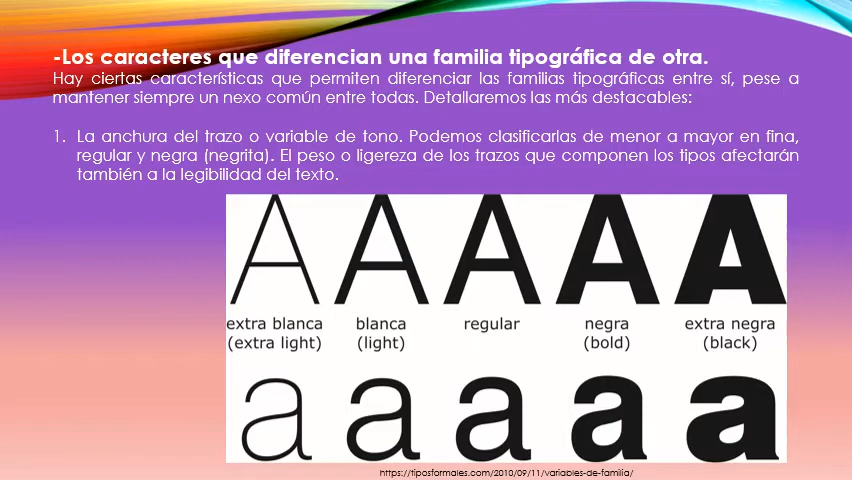 -Los caracteres que diferencian una familia tipográfica de otra.
Hay ciertas características que permiten diferenciar las familias tipográficas entre sí, pese a
mantener siempre un nexo común entre todas. Detallaremos las más destacables:
1. La anchura del trazo o variable de tono. Podemos clasificarlas de menor a mayor en fina,
regular y negra (negrita). El peso o ligereza de los trazos que componen los tipos afectarán
también a la legibilidad del texto.
A A A A A
extra blanca blanca regular negra extra negra
(extra light) (light) (bold) (black)
a a a a a
https://tiposformales.com/2010/09/11/variables-de-familia/